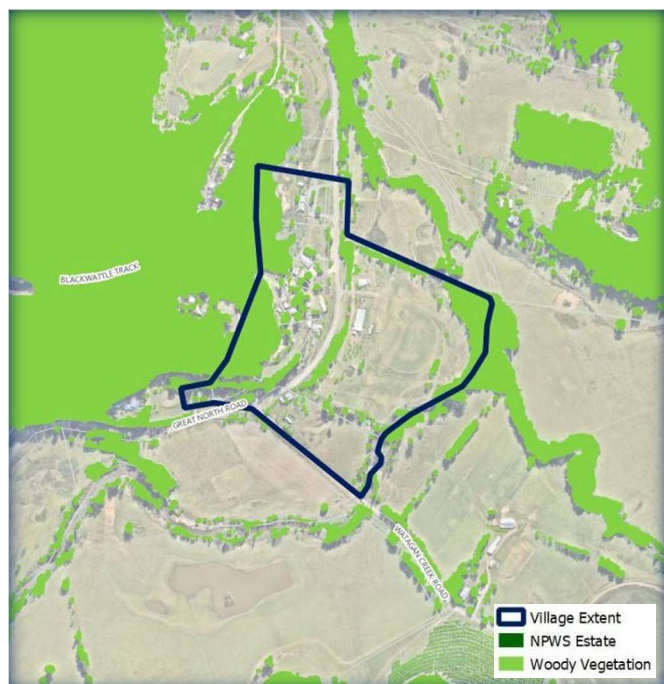 BLACKWATTLE TRACK
GREAT NORTH ROAD
WATAGAN CREEK ROAD
Village Extent
NPWS Estate
Woody Vegetation